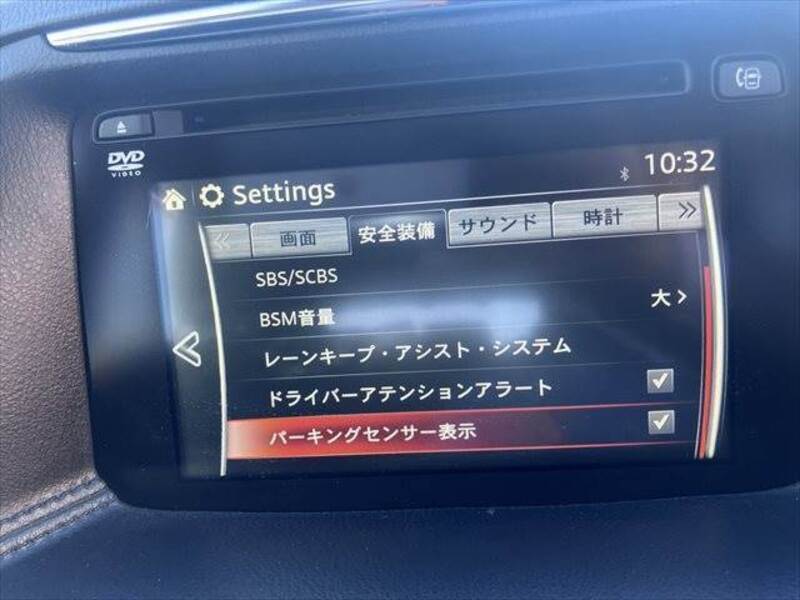 DVD
VIDEO
Settings
10:32
画面
安全装備
サウンド
時計
SBS/SCBS
BSM音量
大
レーンキープ・アシスト・システム
ドライバーアテンションアラート
パーキングセンサー表示